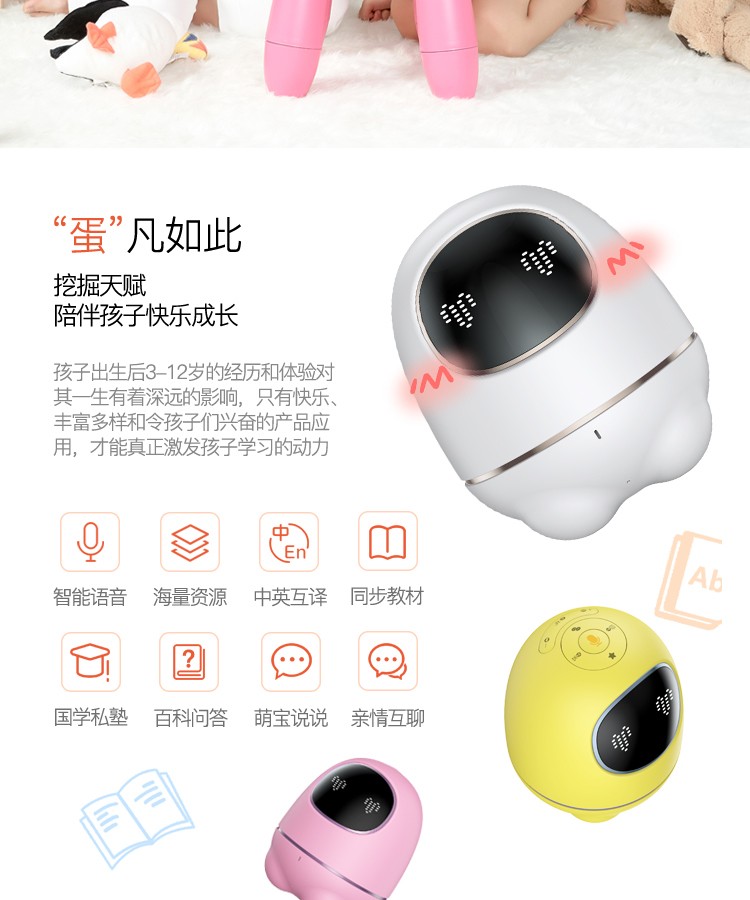 “蛋”凡如此
挖掘天赋
陪伴孩子快乐成长
孩子出生后3–12岁的经历和体验对
其一生有着深远的影响，只有快乐、
丰富多样和令孩子们兴奋的产品应
用，才能真正激发孩子学习的动力
中
En
智能语音 海量资源 中英互译 同步教材
?
国学私塾 百科问答 萌宝说说 亲情互聊
Ab